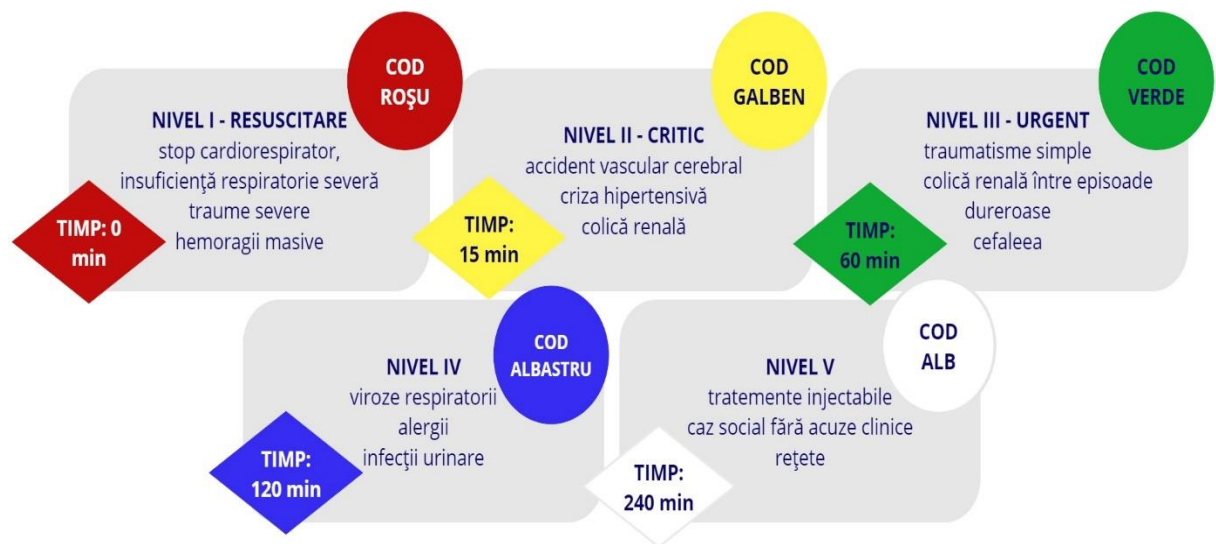 COD
ROŞU
NIVEL I - RESUSCITARE
stop cardiorespirator,
insuficienţă respiratorie severă
traume severe
hemoragii masive
TIMP: 0
min
COD
GALBEN
NIVEL II - CRITIC
accident vascular cerebral
criza hipertensivă
colică renală
TIMP:
15 min
COD
VERDE
NIVEL III - URGENT
traumatisme simple
colică renală între episoade
dureroase
cefaleea
TIMP:
60 min
COD
ALBASTRU
NIVEL IV
viroze respiratorii
alergii
infecţii urinare
TIMP:
120 min
COD
ALB
NIVEL V
tratamente injectabile
caz social fără acuze clinice
reţete
TIMP:
240 min